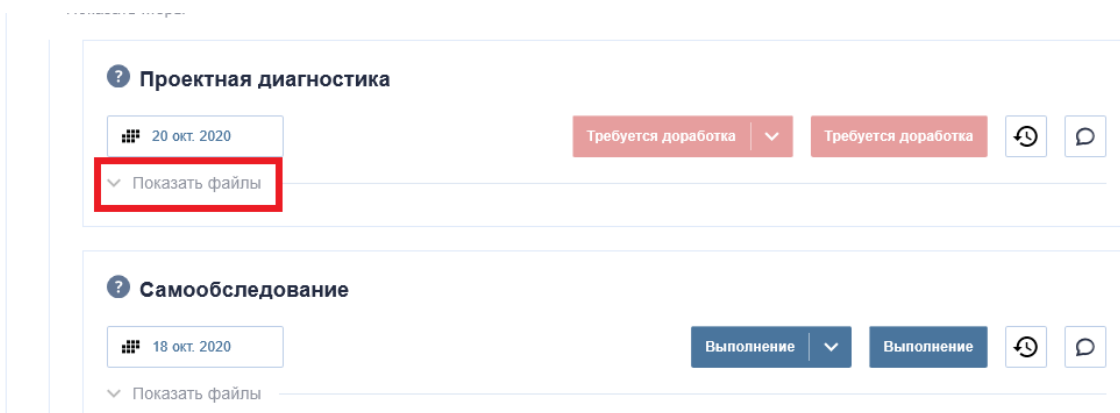 Проектная диагностика
20 окт. 2020
Требуется доработка
Требуется доработка
Показать файлы
Самообследование
18 окт. 2020
Выполнение
Выполнение
Показать файлы